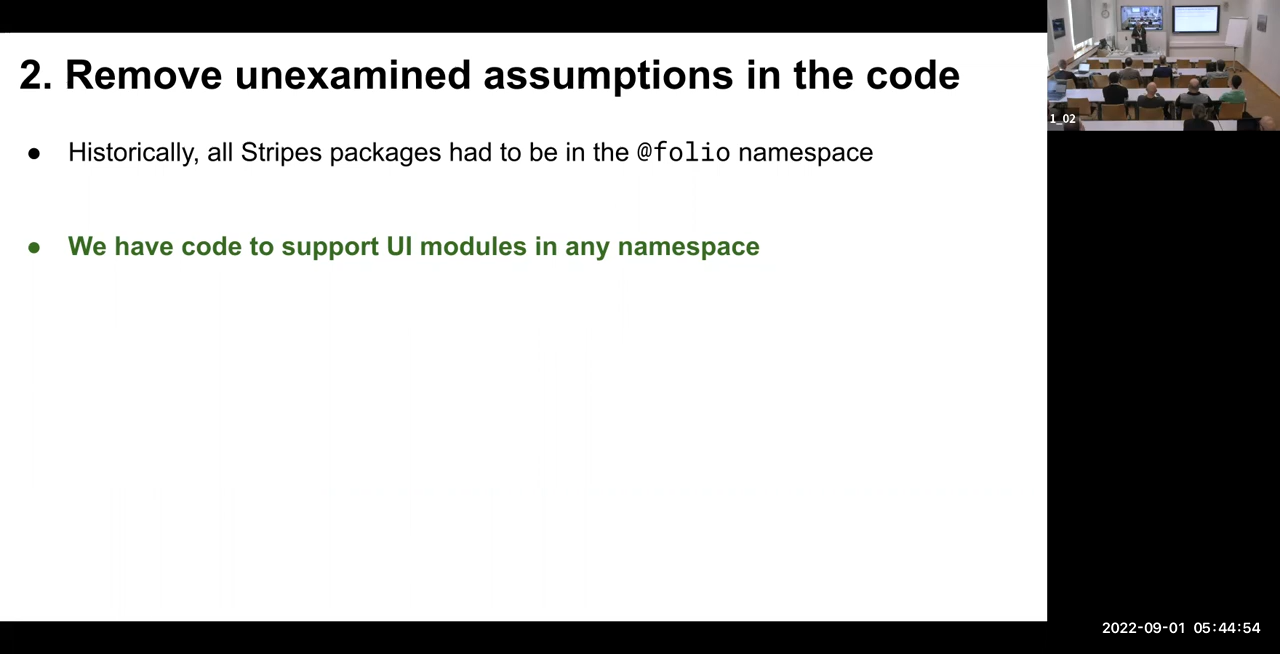 2. Remove unexamined assumptions in the code
● Historically, all Stripes packages had to be in the @folio namespace
● We have code to support UI modules in any namespace
1_02
2022-09-01 05:44:54